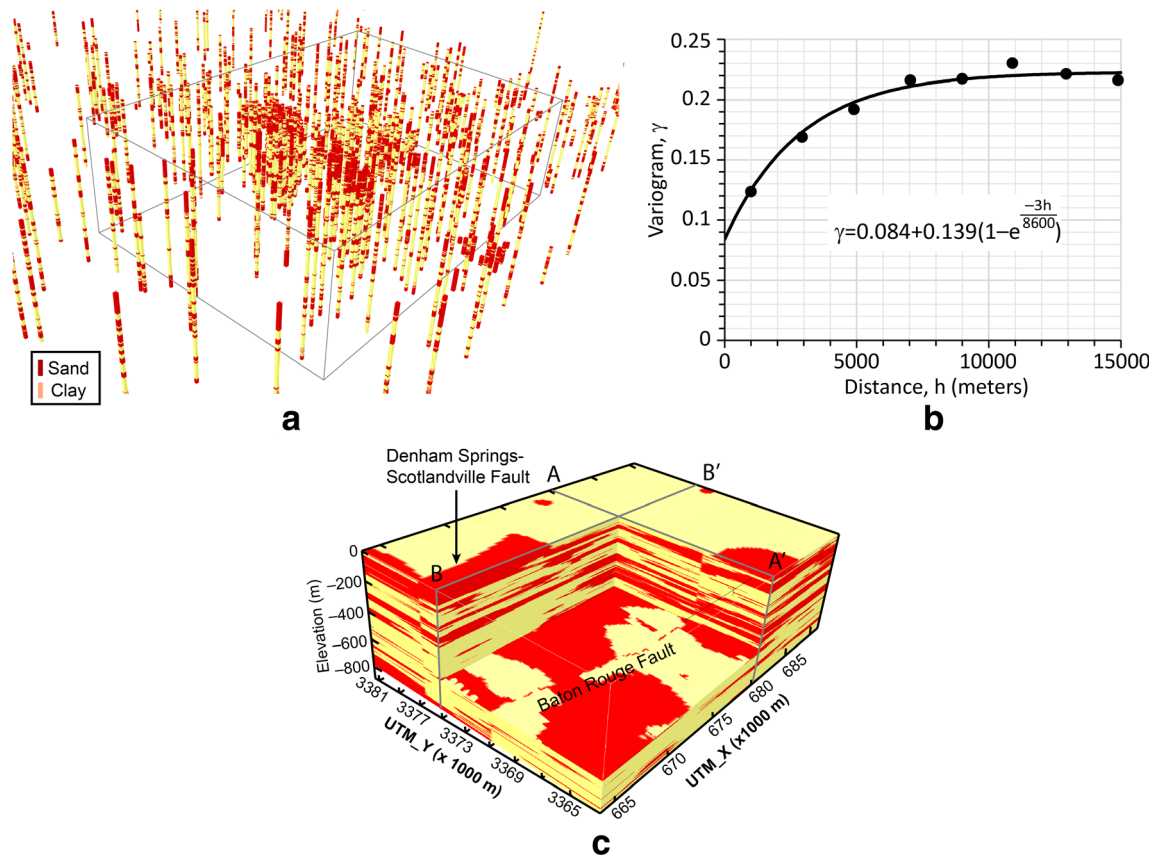 Sand
Clay
a
0.25
0.2
0.15
0.1
0.05
0
Variogram, γ
γ=0.084+0.139(1–e^(–3h/8600))
0
5000
10000
15000
Distance, h (meters)
b
Denham Springs-
Scotlandville Fault
A
B′
B
A′
0
–200
–400
–600
–800
Elevation (m)
Baton Rouge Fault
3381
3377
3373
3369
3365
UTM_Y (x 1000 m)
665
670
675
680
685
UTM_X (x1000 m)
c